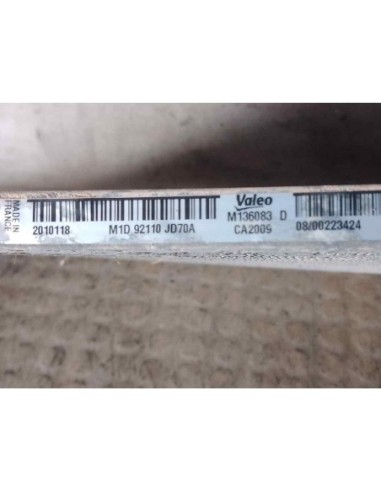 MADE IN
FRANCE
2010118
M1D 92110 JD70A
Valeo
M136083 D
CA2009
08/00223424